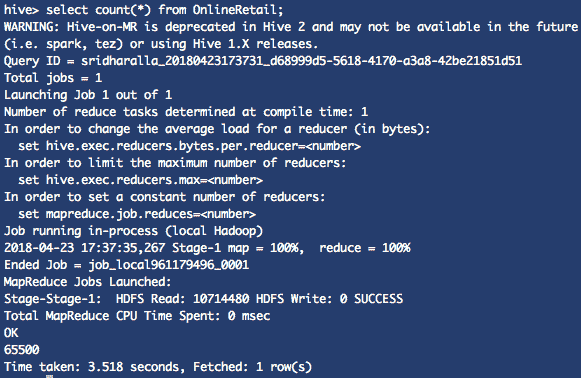 hive> select count(*) from OnlineRetail;
WARNING: Hive-on-MR is deprecated in Hive 2 and may not be available in the future
(i.e. spark, tez) or using Hive 1.X releases.
Query ID = sridharalla_20180423173731_d68999d5-5618-4170-a3a8-42be21851d51
Total jobs = 1
Launching Job 1 out of 1
Number of reduce tasks determined at compile time: 1
In order to change the average load for a reducer (in bytes):
  set hive.exec.reducers.bytes.per.reducer=<number>
In order to limit the maximum number of reducers:
  set hive.exec.reducers.max=<number>
In order to set a constant number of reducers:
  set mapreduce.job.reduces=<number>
Job running in-process (local Hadoop)
2018-04-23 17:37:35,267 Stage-1 map = 100%,  reduce = 100%
Ended Job = job_local961179496_0001
MapReduce Jobs Launched:
Stage-Stage-1:  HDFS Read: 10714480 HDFS Write: 0 SUCCESS
Total MapReduce CPU Time Spent: 0 msec
OK
65500
Time taken: 3.518 seconds, Fetched: 1 row(s)